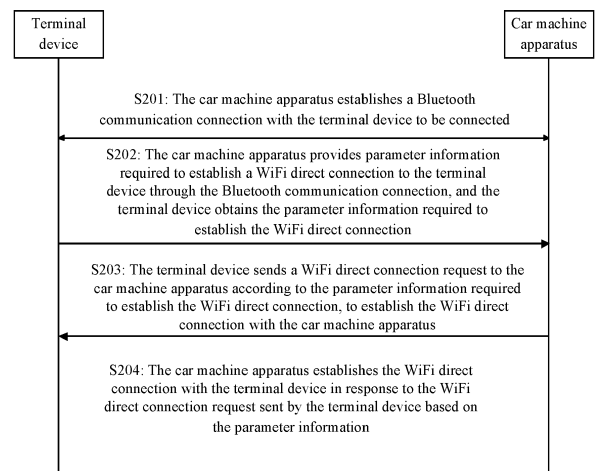 Terminal
device
Car machine
apparatus
S201: The car machine apparatus establishes a Bluetooth
communication connection with the terminal device to be connected
S202: The car machine apparatus provides parameter information
required to establish a WiFi direct connection to the terminal
device through the Bluetooth communication connection, and the
terminal device obtains the parameter information required to
establish the WiFi direct connection
S203: The terminal device sends a WiFi direct connection request to the
car machine apparatus according to the parameter information required
to establish the WiFi direct connection, to establish the WiFi direct
connection with the car machine apparatus
S204: The car machine apparatus establishes the WiFi direct
connection with the terminal device in response to the WiFi
direct connection request sent by the terminal device based on
the parameter information